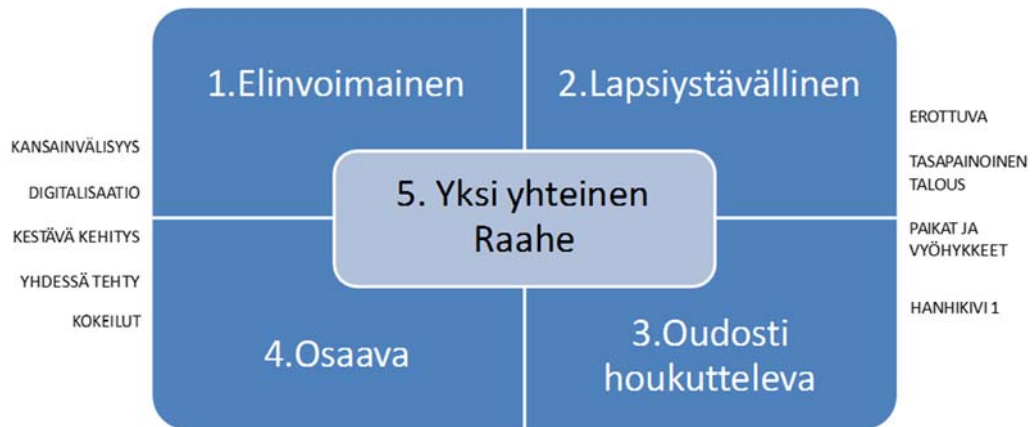 1.Elinvoimainen
2.Lapsiystävällinen
KANSAINVÄLISYYS
DIGITALISAATIO
KESTÄVÄ KEHITYS
YHDESSÄ TEHTY
KOKEILUT
5. Yksi yhteinen
Raahe
EROTTUVA
TASAPAINOINEN
TALOUS
PAIKAT JA
VYÖHYKKEET
HANHIKIVI 1
4.Osaava
3.Oudosti
houkutteleva